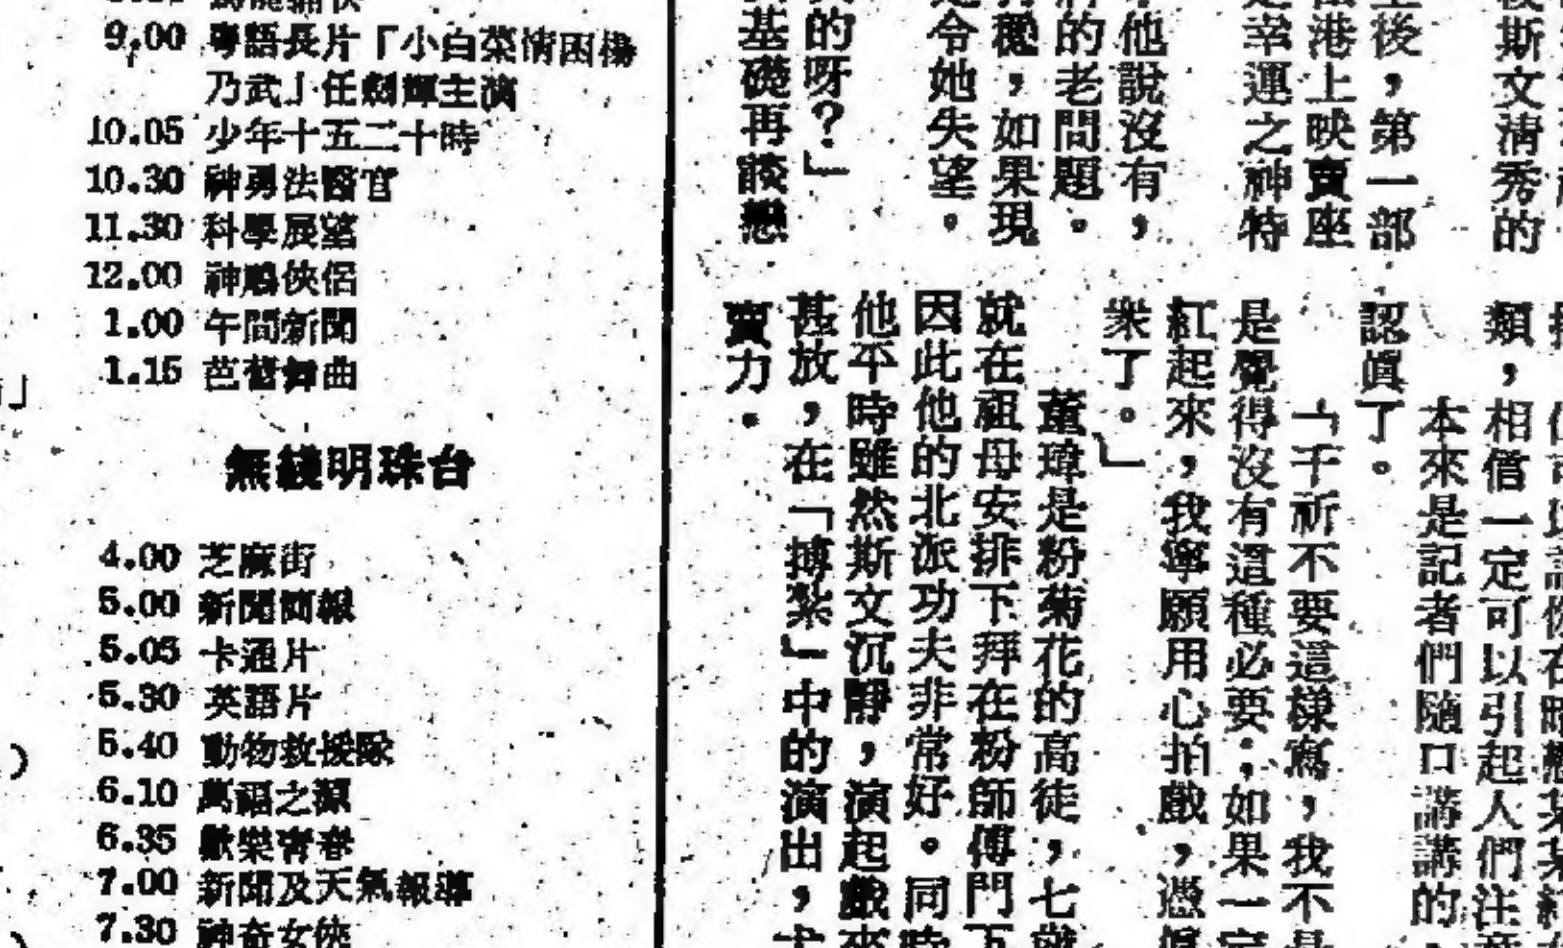 9.00 粵語長片「小白菜情困楊
乃武」任劍輝主演
10.05 少年十五二十時
10.30 神勇法醫官
11.30 科學展望
12.00 神鵰俠侶
1.00 午間新聞
1.15 芭蕾舞曲
無綫明珠台
4.00 芝麻街
5.00 新聞簡報
5.05 卡通片
5.30 英語片
5.40 動物救援隊
6.10 萬福之源
6.35 歡樂青春
7.00 新聞及天氣報導
7.30 神奇女俠
斯文淸秀的
後，第一部
港上映賣座
幸運之神特
他說沒有，
的老問題。
穩，如果現
令她失望。
的呀？」
基礎再談戀
類，相信一定可以引起人們注
本來是記者們隨口講講的
認眞了。
「千祈不要這樣寫，我不是
是覺得沒有這種必要；如果一定
紅起來，我寧願用心拍戲，憑眞
衆了。」
董瑋是粉菊花的高徒，七歲
就在祖母安排下拜在粉師傅門下
因此他的北派功夫非常好。同時
他平時雖然斯文沉靜，演起戲來
甚放，在「搏紮」中的演出，十
賣力。